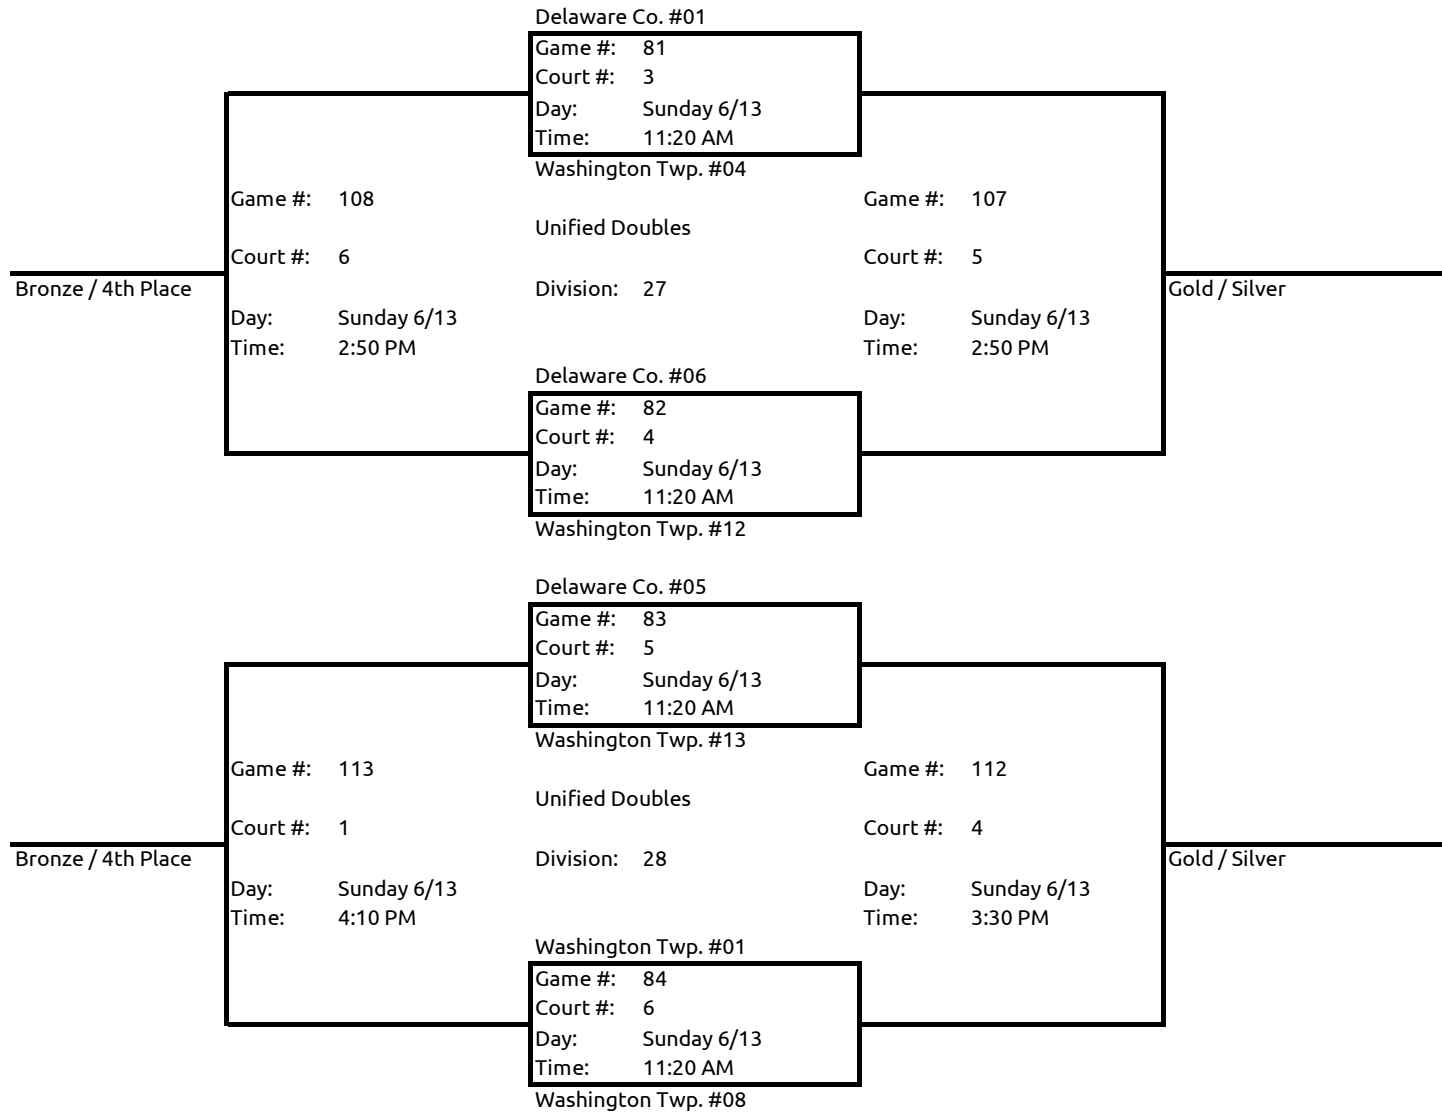 Delaware Co. #01
Game #: 81
Court #: 3
Day: Sunday 6/13
Time: 11:20 AM
Washington Twp. #04
Game #: 108
Game #: 107
Unified Doubles
Court #: 6
Court #: 5
Bronze / 4th Place
Division: 27
Gold / Silver
Day: Sunday 6/13
Day: Sunday 6/13
Time: 2:50 PM
Time: 2:50 PM
Delaware Co. #06
Game #: 82
Court #: 4
Day: Sunday 6/13
Time: 11:20 AM
Washington Twp. #12
Delaware Co. #05
Game #: 83
Court #: 5
Day: Sunday 6/13
Time: 11:20 AM
Washington Twp. #13
Game #: 113
Game #: 112
Unified Doubles
Court #: 1
Court #: 4
Bronze / 4th Place
Division: 28
Gold / Silver
Day: Sunday 6/13
Day: Sunday 6/13
Time: 4:10 PM
Time: 3:30 PM
Washington Twp. #01
Game #: 84
Court #: 6
Day: Sunday 6/13
Time: 11:20 AM
Washington Twp. #08